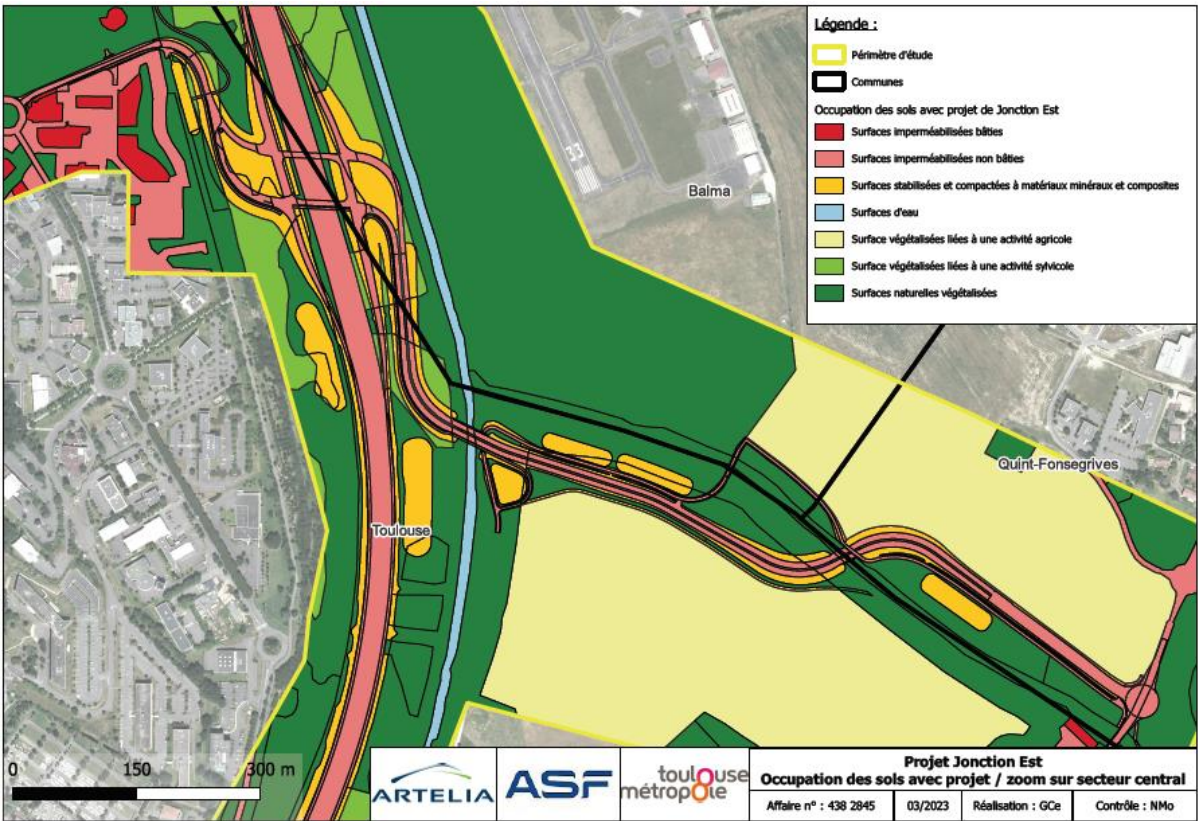 Légende :
Périmètre d'étude
Communes
Occupation des sols avec projet de Jonction Est
Surfaces imperméabilisées bâties
Surfaces imperméabilisées non bâties
Surfaces stabilisées et compactées à matériaux minéraux et composites
Surfaces d'eau
Surface végétalisées liées à une activité agricole
Surface végétalisées liées à une activité sylvicole
Surfaces naturelles végétalisées
Balma
Quint-Fonsegrives
Toulouse
0 150 300 m
ARTELIA
ASF
toulouse
métropole
Projet Jonction Est
Occupation des sols avec projet / zoom sur secteur central
Affaire n° : 438 2845 03/2023 Réalisation : GCe Contrôle : NMo